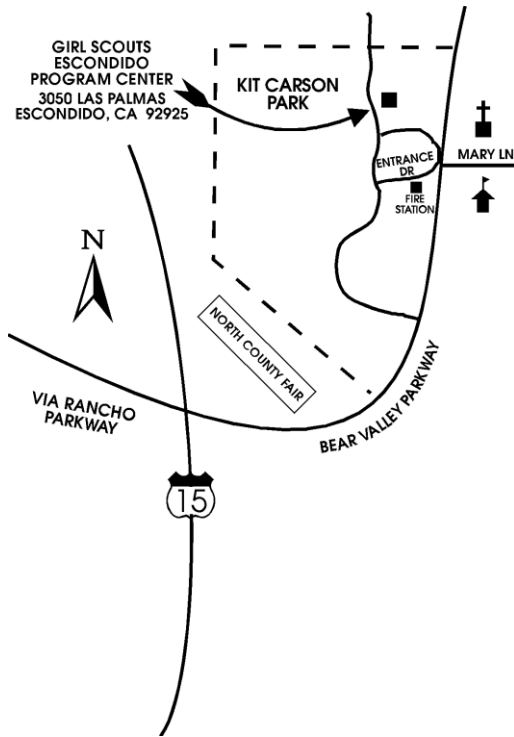 GIRL SCOUTS
ESCONDIDO
PROGRAM CENTER
3050 LAS PALMAS
ESCONDIDO, CA 92925
KIT CARSON
PARK
ENTRANCE
DR
MARY LN
FIRE
STATION
N
NORTH COUNTY FAIR
VIA RANCHO
PARKWAY
BEAR VALLEY PARKWAY
15